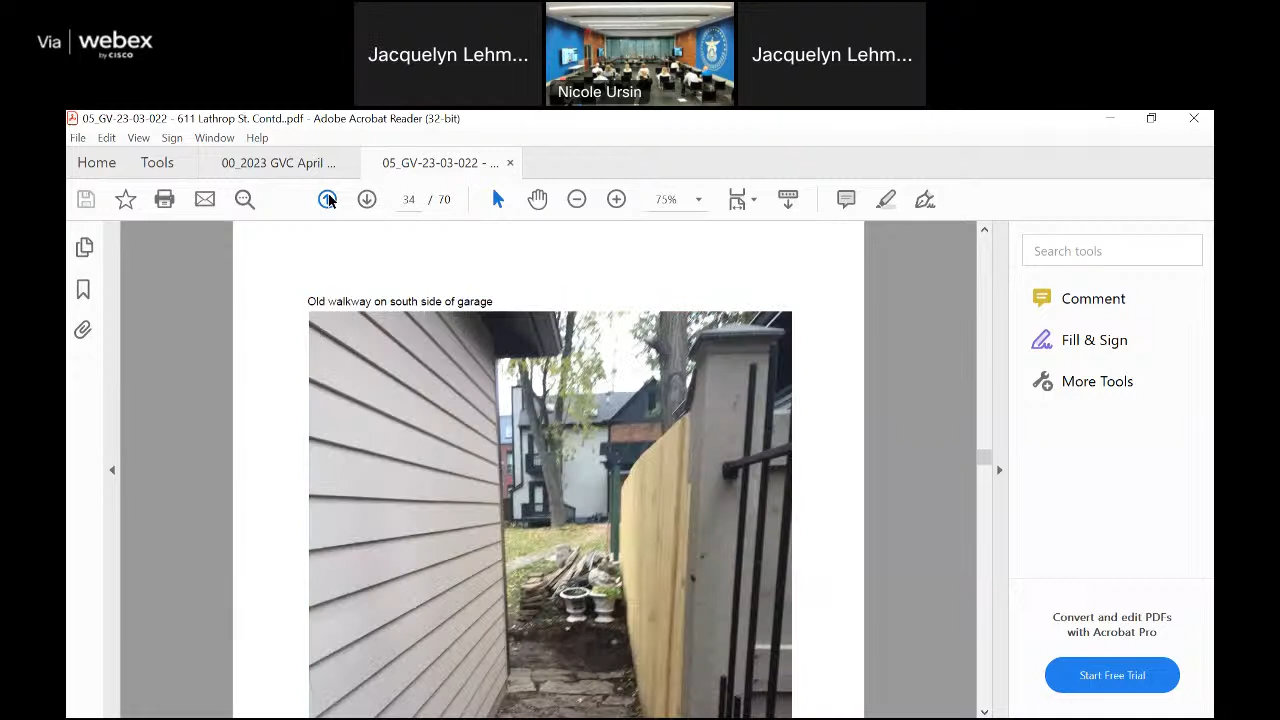 Via webex
by CISCO
Jacquelyn Lehm...
Nicole Ursin
Jacquelyn Lehm...
05_GV-23-03-022 - 611 Lathrop St. Contd..pdf - Adobe Acrobat Reader (32-bit)
File Edit View Sign Window Help
Home Tools 00_2023 GVC April ... 05_GV-23-03-022 - ... ×
34 / 70 75%
Search tools
Old walkway on south side of garage
Comment
Fill & Sign
More Tools
Convert and edit PDFs
with Acrobat Pro
Start Free Trial